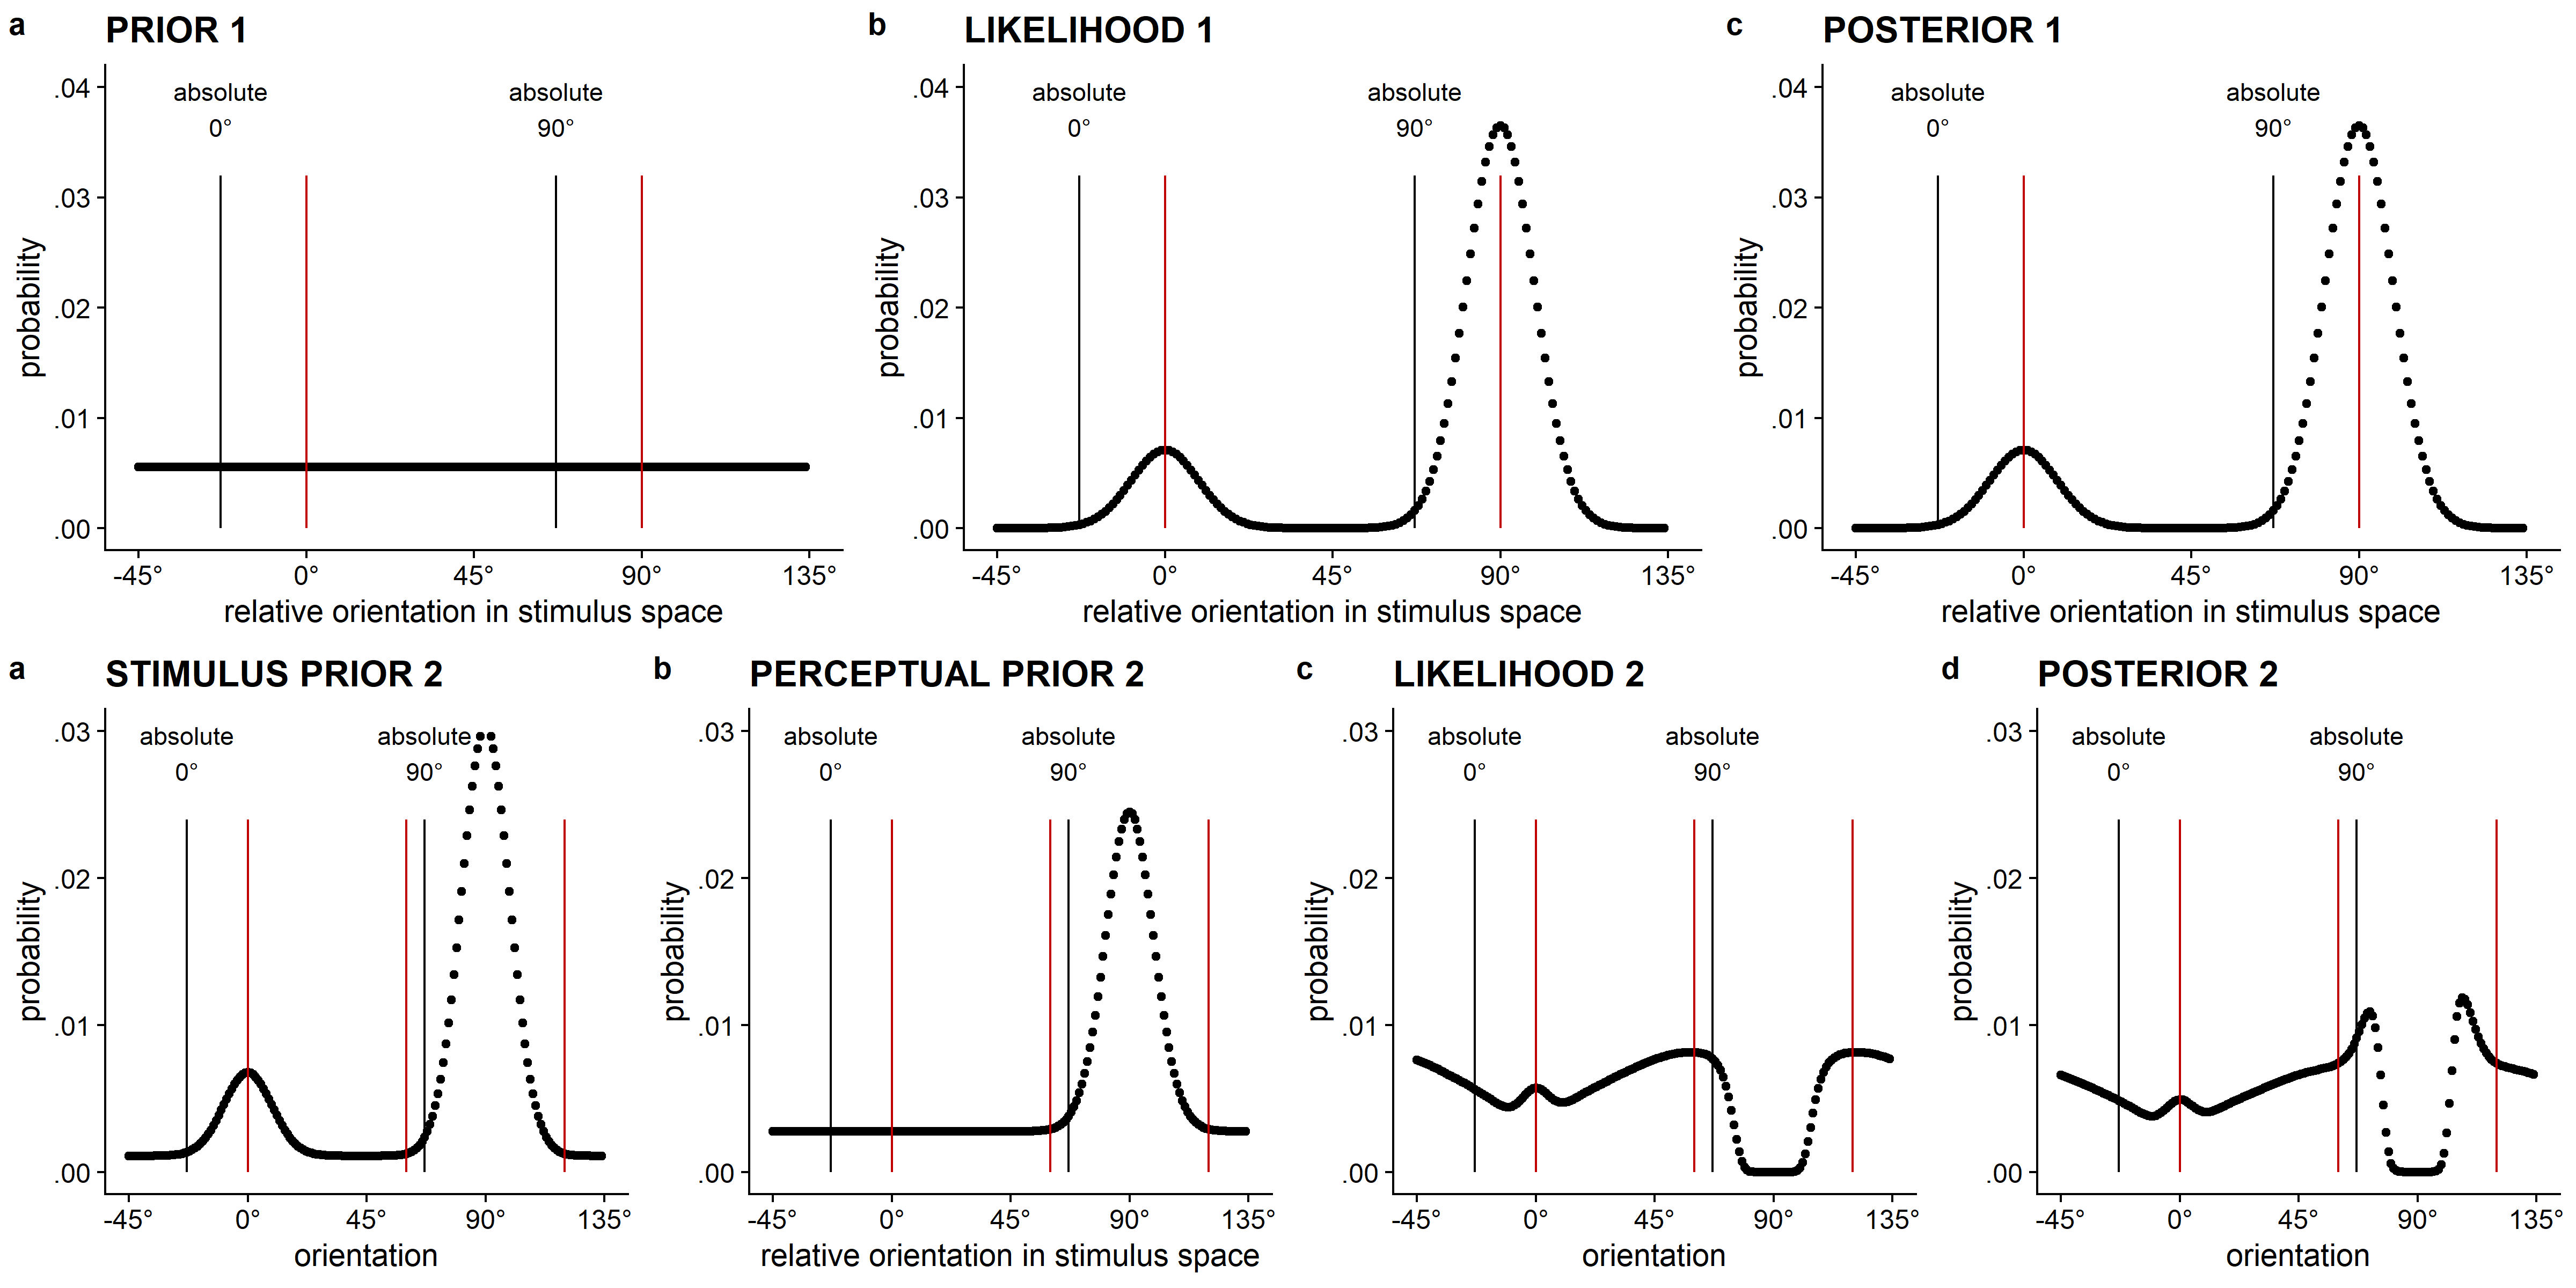 a PRIOR 1
.04
.03
.02
.01
.00
probability
absolute
0°
absolute
90°
-45° 0° 45° 90° 135°
relative orientation in stimulus space
b LIKELIHOOD 1
.04
.03
.02
.01
.00
probability
absolute
0°
absolute
90°
-45° 0° 45° 90° 135°
relative orientation in stimulus space
c POSTERIOR 1
.04
.03
.02
.01
.00
probability
absolute
0°
absolute
90°
-45° 0° 45° 90° 135°
relative orientation in stimulus space
a STIMULUS PRIOR 2
.03
.02
.01
.00
probability
absolute
0°
absolute
90°
-45° 0° 45° 90° 135°
orientation
b PERCEPTUAL PRIOR 2
.03
.02
.01
.00
probability
absolute
0°
absolute
90°
-45° 0° 45° 90° 135°
relative orientation in stimulus space
c LIKELIHOOD 2
.03
.02
.01
.00
probability
absolute
0°
absolute
90°
-45° 0° 45° 90° 135°
orientation
d POSTERIOR 2
.03
.02
.01
.00
probability
absolute
0°
absolute
90°
-45° 0° 45° 90° 135°
orientation